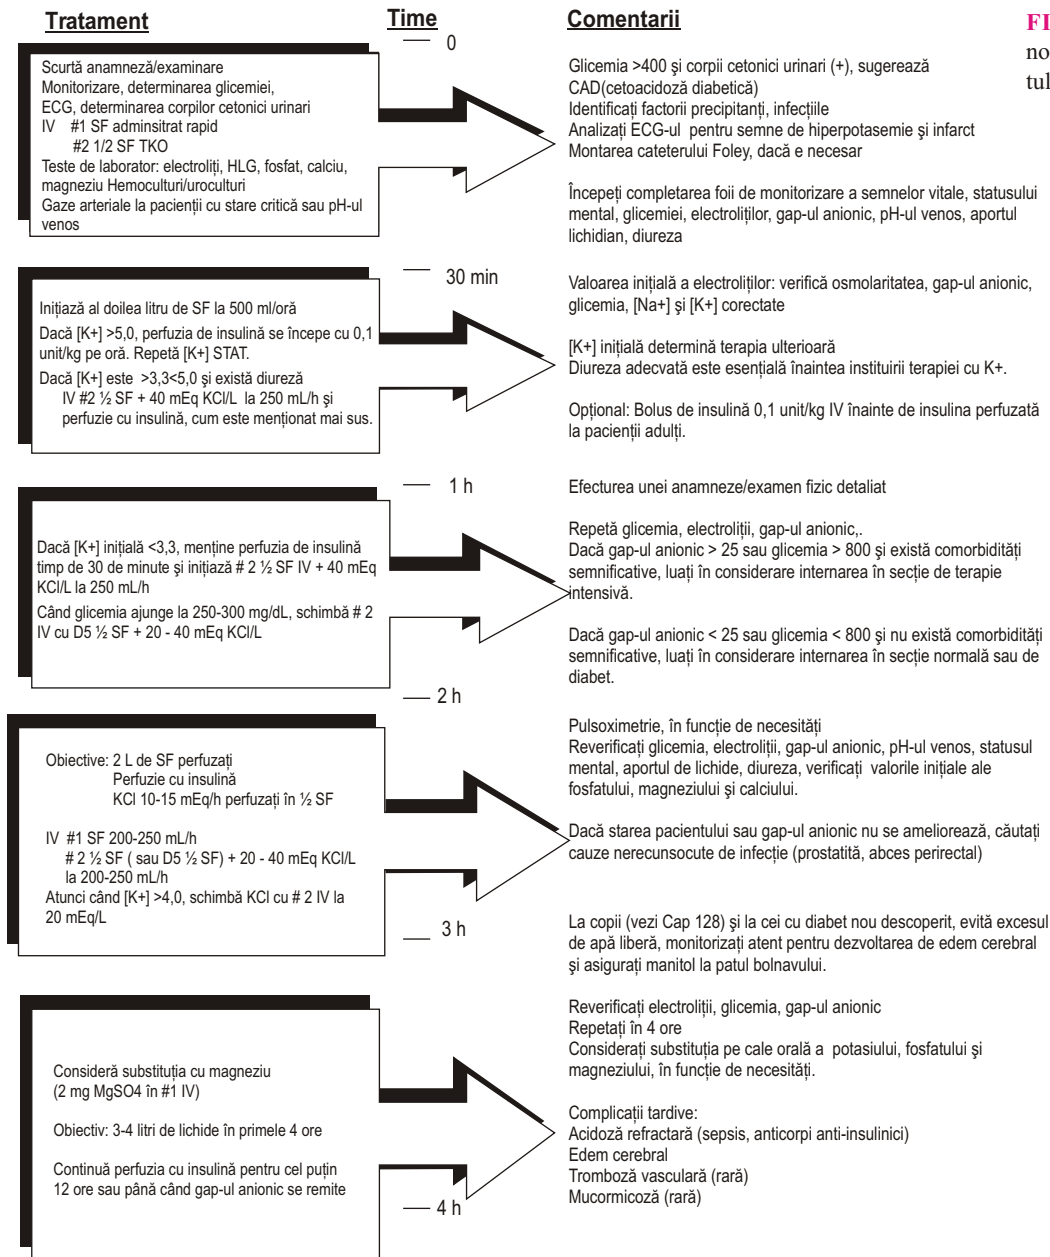 Tratament
Time
Comentarii
FI
no
tul
0
Scurtă anamneză/examinare
Monitorizare, determinarea glicemiei,
ECG, determinarea corpilor cetonici urinari
IV #1 SF adminsitrat rapid
#2 1/2 SF TKO
Teste de laborator: electroliți, HLG, fosfat, calciu,
magneziu Hemoculturi/uroculturi
Gaze arteriale la pacienții cu stare critică sau pH-ul
venos
Glicemia >400 şi corpii cetonici urinari (+), sugerează
CAD(cetoacidoză diabetică)
Identificați factorii precipitanți, infecțiile
Analizați ECG-ul pentru semne de hiperpotasemie şi infarct
Montarea cateterului Foley, dacă e necesar
Începeți completarea foii de monitorizare a semnelor vitale, statusului
mental, glicemiei, electroliților, gap-ul anionic, pH-ul venos, aportul
lichidian, diureza
30 min
Inițiază al doilea litru de SF la 500 ml/oră
Dacă [K+] >5,0, perfuzia de insulină se începe cu 0,1
unit/kg pe oră. Repetă [K+] STAT.
Dacă [K+] este >3,3<5,0 şi există diureză
IV #2 ½ SF + 40 mEq KCl/L la 250 mL/h şi
perfuzie cu insulină, cum este menționat mai sus.
Valoarea inițială a electroliților: verifică osmolaritatea, gap-ul anionic,
glicemia, [Na+] şi [K+] corectate
[K+] inițială determină terapia ulterioară
Diureza adecvată este esențială înaintea instituirii terapiei cu K+.
Opțional: Bolus de insulină 0,1 unit/kg IV înainte de insulina perfuzată
la pacienții adulți.
1 h
Dacă [K+] inițială <3,3, menține perfuzia de insulină
timp de 30 de minute şi inițiază # 2 ½ SF IV + 40 mEq
KCl/L la 250 mL/h
Când glicemia ajunge la 250-300 mg/dL, schimbă # 2
IV cu D5 ½ SF + 20 - 40 mEq KCl/L
Efecturea unei anamneze/examen fizic detaliat
Repetă glicemia, electroliții, gap-ul anionic,.
Dacă gap-ul anionic > 25 sau glicemia > 800 şi există comorbidități
semnificative, luați în considerare internarea în secție de terapie
intensivă.
Dacă gap-ul anionic < 25 sau glicemia < 800 şi nu există comorbidități
semnificative, luați în considerare internarea în secție normală sau de
diabet.
2 h
Obiective: 2 L de SF perfuzați
Perfuzie cu insulină
KCl 10-15 mEq/h perfuzați în ½ SF
IV #1 SF 200-250 mL/h
# 2 ½ SF ( sau D5 ½ SF) + 20 - 40 mEq KCl/L
la 200-250 mL/h
Atunci când [K+] >4,0, schimbă KCl cu # 2 IV la
20 mEq/L
Pulsoximetrie, în funcție de necesități
Reverificați glicemia, electroliții, gap-ul anionic, pH-ul venos, statusul
mental, aportul de lichide, diureza, verificați valorile inițiale ale
fosfatului, magneziului şi calciului.
Dacă starea pacientului sau gap-ul anionic nu se ameliorează, căutați
cauze nerecunsocute de infecție (prostatită, abces perirectal)
3 h
La copii (vezi Cap 128) şi la cei cu diabet nou descoperit, evită excesul
de apă liberă, monitorizați atent pentru dezvoltarea de edem cerebral
şi asigurați manitol la patul bolnavului.
Consideră substituția cu magneziu
(2 mg MgSO4 în #1 IV)
Obiectiv: 3-4 litri de lichide în primele 4 ore
Continuă perfuzia cu insulină pentru cel puțin
12 ore sau până când gap-ul anionic se remite
Reverificați electroliții, glicemia, gap-ul anionic
Repetați în 4 ore
Considerați substituția pe cale orală a potasiului, fosfatului şi
magneziului, în funcție de necesități.
Complicații tardive:
Acidoză refractară (sepsis, anticorpi anti-insulinici)
Edem cerebral
Tromboză vasculară (rară)
Mucormicoză (rară)
4 h